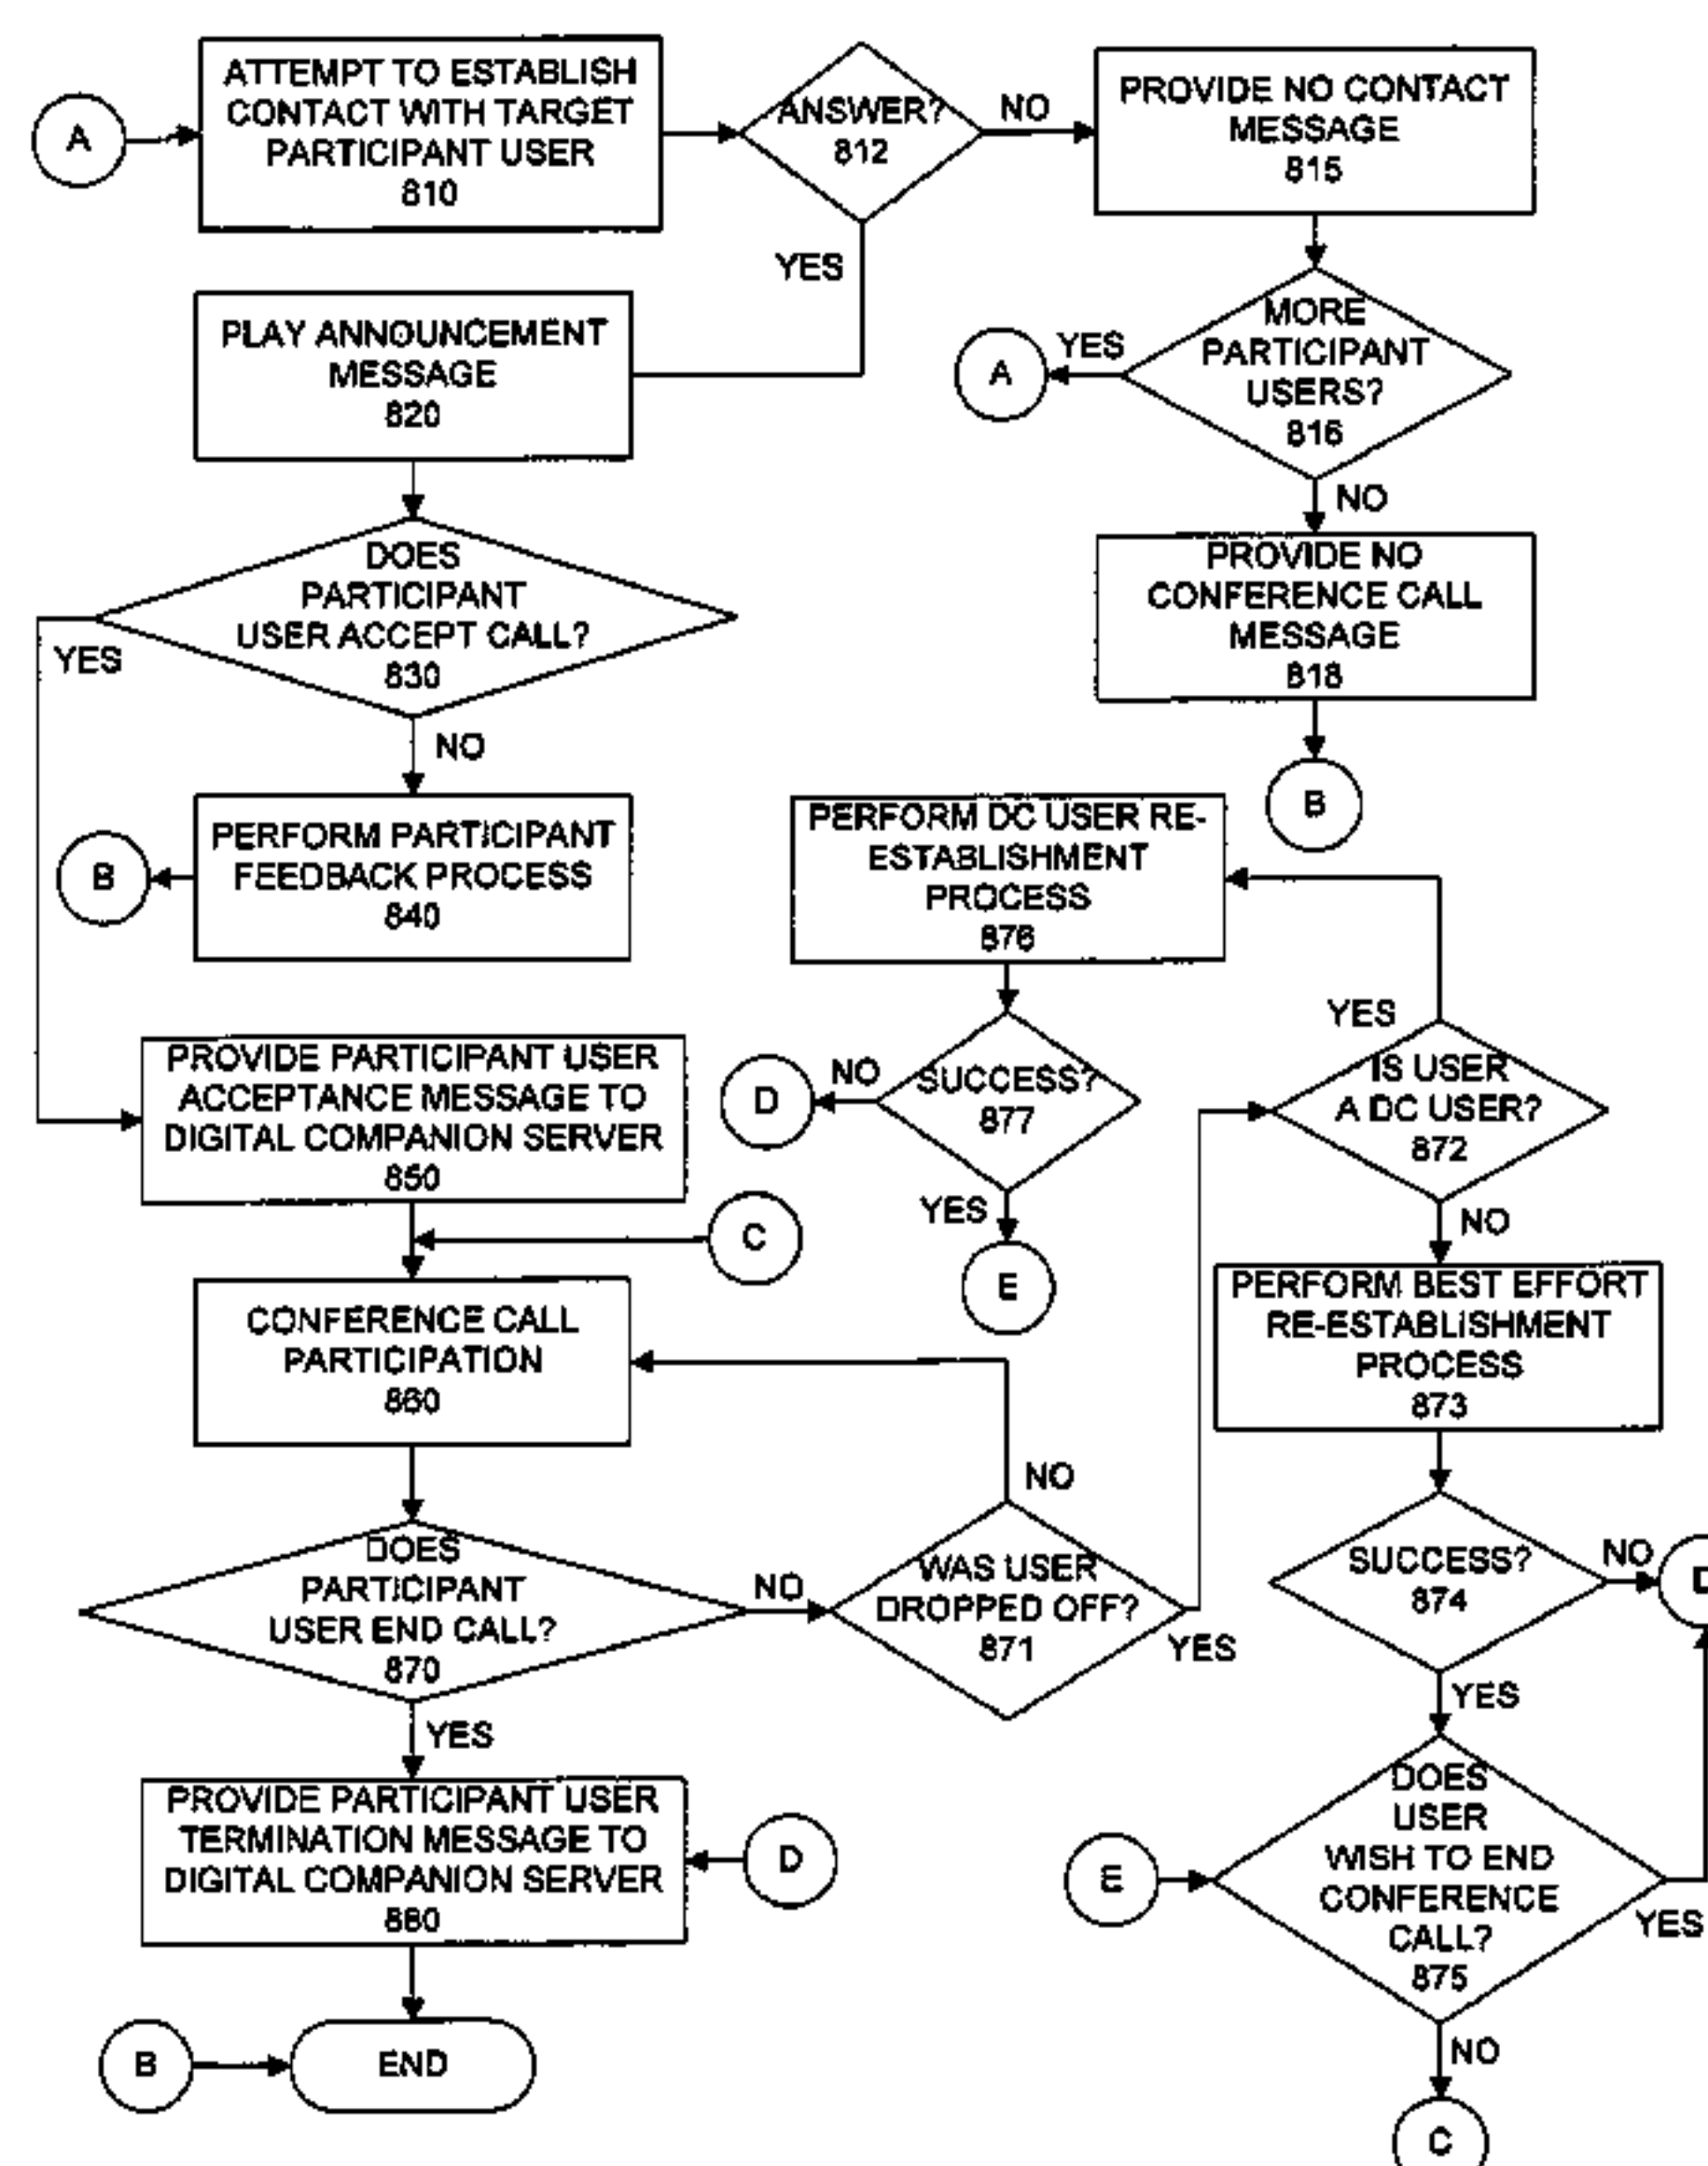 A
ATTEMPT TO ESTABLISH
CONTACT WITH TARGET
PARTICIPANT USER
810
ANSWER?
812
NO
PROVIDE NO CONTACT
MESSAGE
815
YES
PLAY ANNOUNCEMENT
MESSAGE
820
A
YES
MORE
PARTICIPANT
USERS?
816
NO
PROVIDE NO
CONFERENCE CALL
MESSAGE
818
B
DOES
PARTICIPANT
USER ACCEPT CALL?
830
YES
NO
B
PERFORM PARTICIPANT
FEEDBACK PROCESS
840
PERFORM DC USER RE-
ESTABLISHMENT
PROCESS
876
YES
D
NO
SUCCESS?
877
YES
E
IS USER
A DC USER?
872
NO
PROVIDE PARTICIPANT USER
ACCEPTANCE MESSAGE TO
DIGITAL COMPANION SERVER
850
C
CONFERENCE CALL
PARTICIPATION
860
PERFORM BEST EFFORT
RE-ESTABLISHMENT
PROCESS
873
NO
DOES
PARTICIPANT
USER END CALL?
870
NO
WAS USER
DROPPED OFF?
871
YES
SUCCESS?
874
NO
D
YES
YES
PROVIDE PARTICIPANT USER
TERMINATION MESSAGE TO
DIGITAL COMPANION SERVER
880
D
E
DOES
USER
WISH TO END
CONFERENCE
CALL?
875
YES
NO
C
B
END